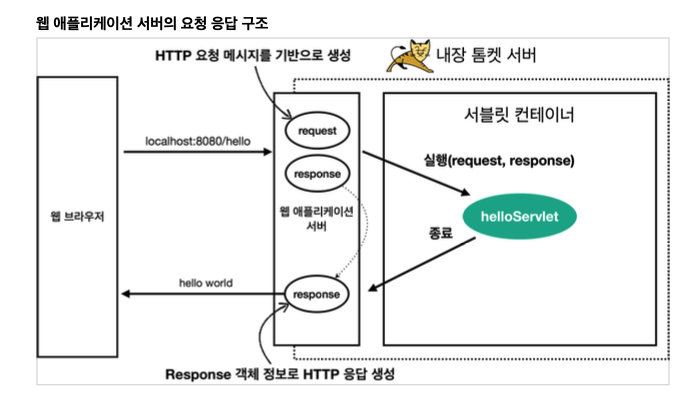 웹 애플리케이션 서버의 요청 응답 구조
HTTP 요청 메시지를 기반으로 생성
내장 톰켓 서버
서블릿 컨테이너
request
localhost:8080/hello
실행(request, response)
response
웹 브라우저
웹 애플리케이션
서버
helloServlet
종료
hello world
response
Response 객체 정보로 HTTP 응답 생성